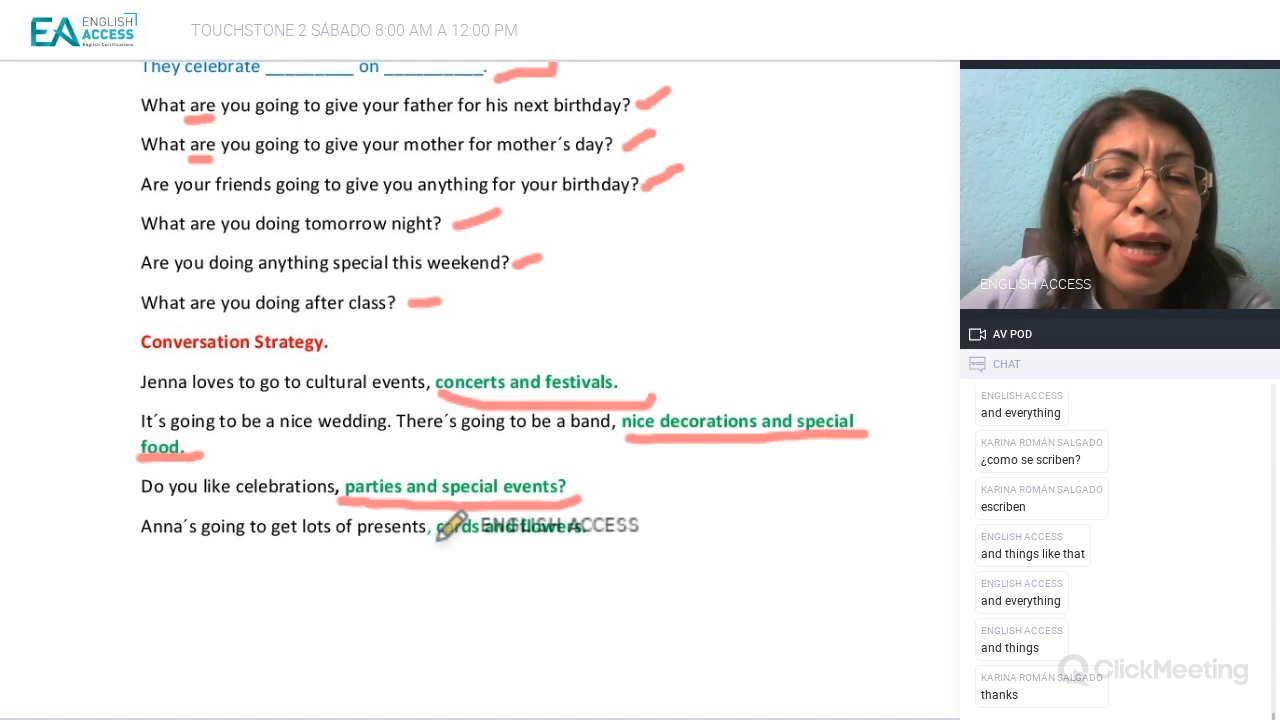 EA ENGLISH ACCESS
English Certifications
TOUCHSTONE 2 SÁBADO 8:00 AM A 12:00 PM
They celebrate _________ on __________.
What are you going to give your father for his next birthday?
What are you going to give your mother for mother´s day?
Are your friends going to give you anything for your birthday?
What are you doing tomorrow night?
Are you doing anything special this weekend?
What are you doing after class?
Conversation Strategy.
Jenna loves to go to cultural events, concerts and festivals.
It´s going to be a nice wedding. There´s going to be a band, nice decorations and special
food.
Do you like celebrations, parties and special events?
Anna´s going to get lots of presents, cards and flowers.
ENGLISH ACCESS
ENGLISH ACCESS
AV POD
CHAT
ENGLISH ACCESS
and everything
KARINA ROMÁN SALGADO
¿como se scriben?
KARINA ROMÁN SALGADO
escriben
ENGLISH ACCESS
and things like that
ENGLISH ACCESS
and everything
ENGLISH ACCESS
and things
KARINA ROMÁN SALGADO
thanks
ClickMeeting